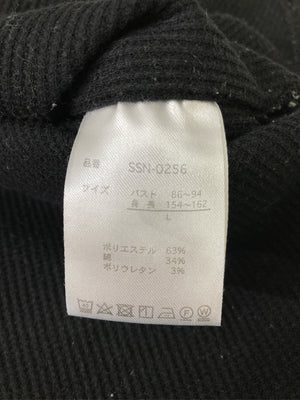 品番 SSN-0256
サイズ バスト 86~94
身長 154~162
L
ポリエステル 63%
綿 34%
ポリウレタン 3%